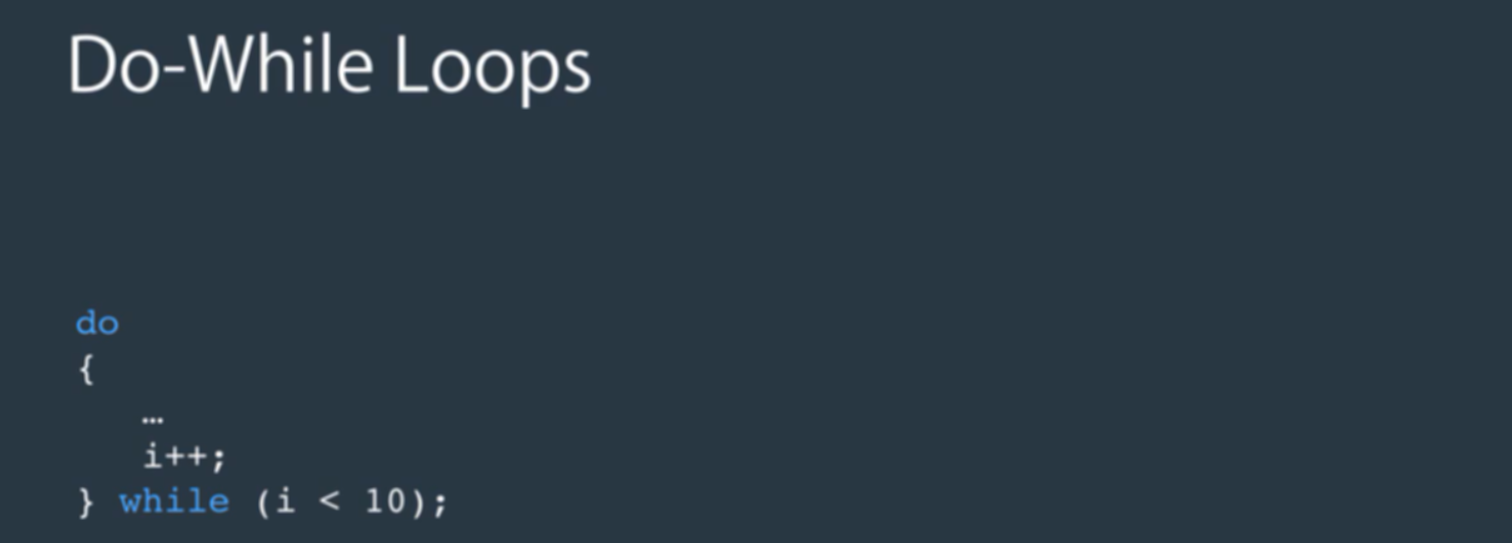 Do-While Loops
do
{
…
i++;
} while (i < 10);